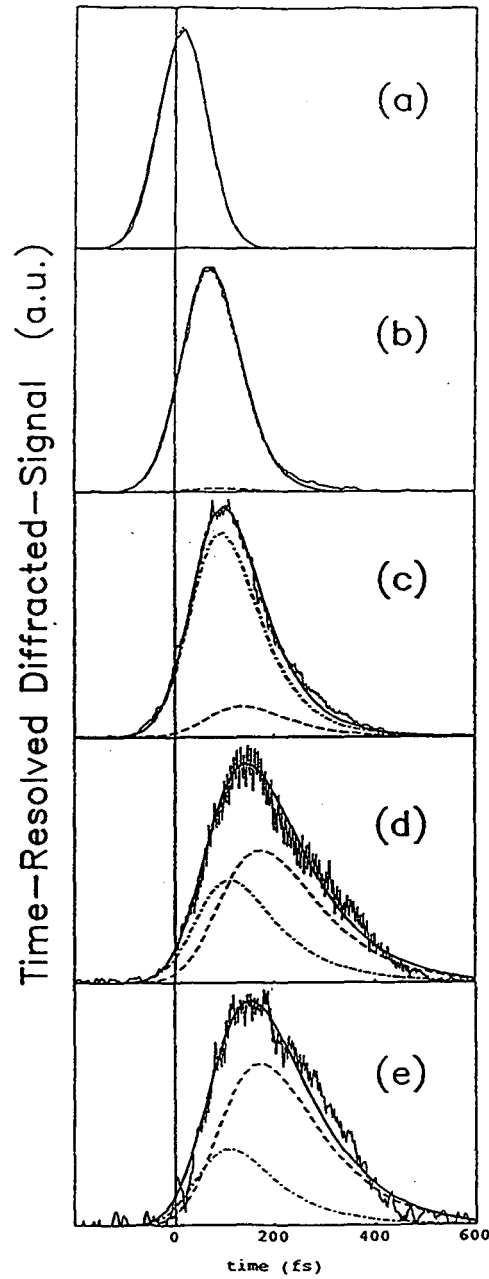 Time-Resolved Diffracted-Signal (a.u.)
(a)
(b)
(c)
(d)
(e)
0 200 400 600
time (fs)